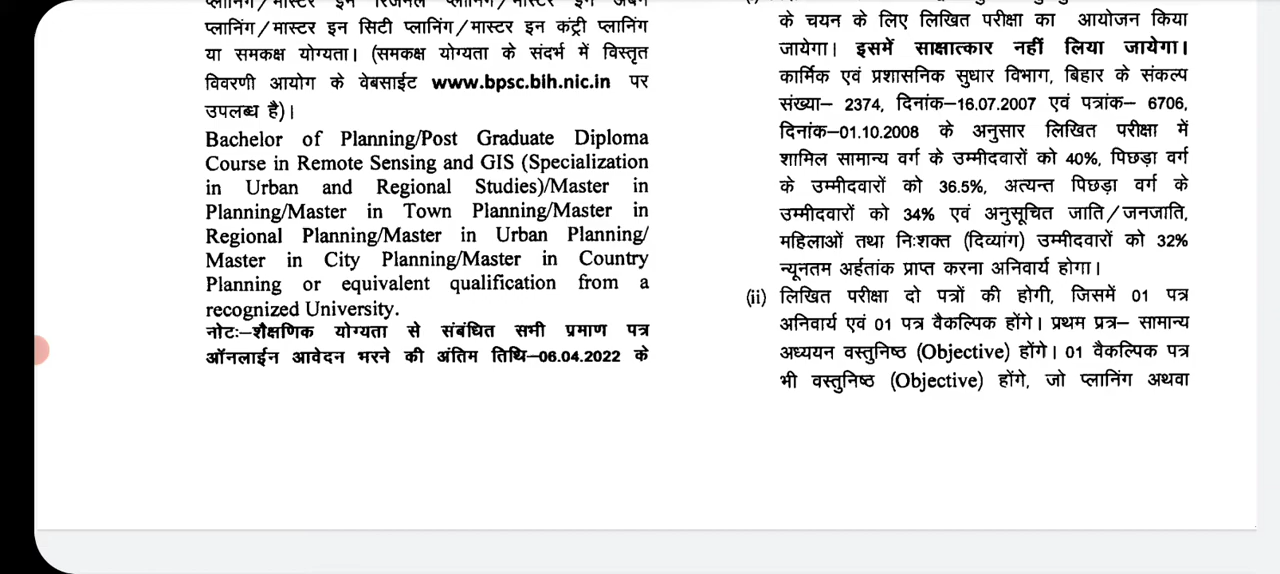 प्लानिंग/मास्टर इन सिटी प्लानिंग/मास्टर इन कंट्री प्लानिंग
या समकक्ष योग्यता। (समकक्ष योग्यता के संदर्भ में विस्तृत
विवरणी आयोग के वेबसाईट www.bpsc.bih.nic.in पर
उपलब्ध है)।
Bachelor of Planning/Post Graduate Diploma
Course in Remote Sensing and GIS (Specialization
in Urban and Regional Studies)/Master in
Planning/Master in Town Planning/Master in
Regional Planning/Master in Urban Planning/
Master in City Planning/Master in Country
Planning or equivalent qualification from a
recognized University.
नोटः–शैक्षणिक योग्यता से संबंधित सभी प्रमाण पत्र
ऑनलाईन आवेदन भरने की अंतिम तिथि–06.04.2022 के
के चयन के लिए लिखित परीक्षा का आयोजन किया
जायेगा। इसमें साक्षात्कार नहीं लिया जायेगा।
कार्मिक एवं प्रशासनिक सुधार विभाग, बिहार के संकल्प
संख्या– 2374, दिनांक–16.07.2007 एवं पत्रांक– 6706,
दिनांक–01.10.2008 के अनुसार लिखित परीक्षा में
शामिल सामान्य वर्ग के उम्मीदवारों को 40%, पिछड़ा वर्ग
के उम्मीदवारों को 36.5%, अत्यन्त पिछड़ा वर्ग के
उम्मीदवारों को 34% एवं अनुसूचित जाति/जनजाति,
महिलाओं तथा निःशक्त (दिव्यांग) उम्मीदवारों को 32%
न्यूनतम अर्हतांक प्राप्त करना अनिवार्य होगा।
(ii) लिखित परीक्षा दो पत्रों की होगी, जिसमें 01 पत्र
अनिवार्य एवं 01 पत्र वैकल्पिक होंगे। प्रथम प्रत्र– सामान्य
अध्ययन वस्तुनिष्ठ (Objective) होंगे। 01 वैकल्पिक पत्र
भी वस्तुनिष्ठ (Objective) होंगे, जो प्लानिंग अथवा